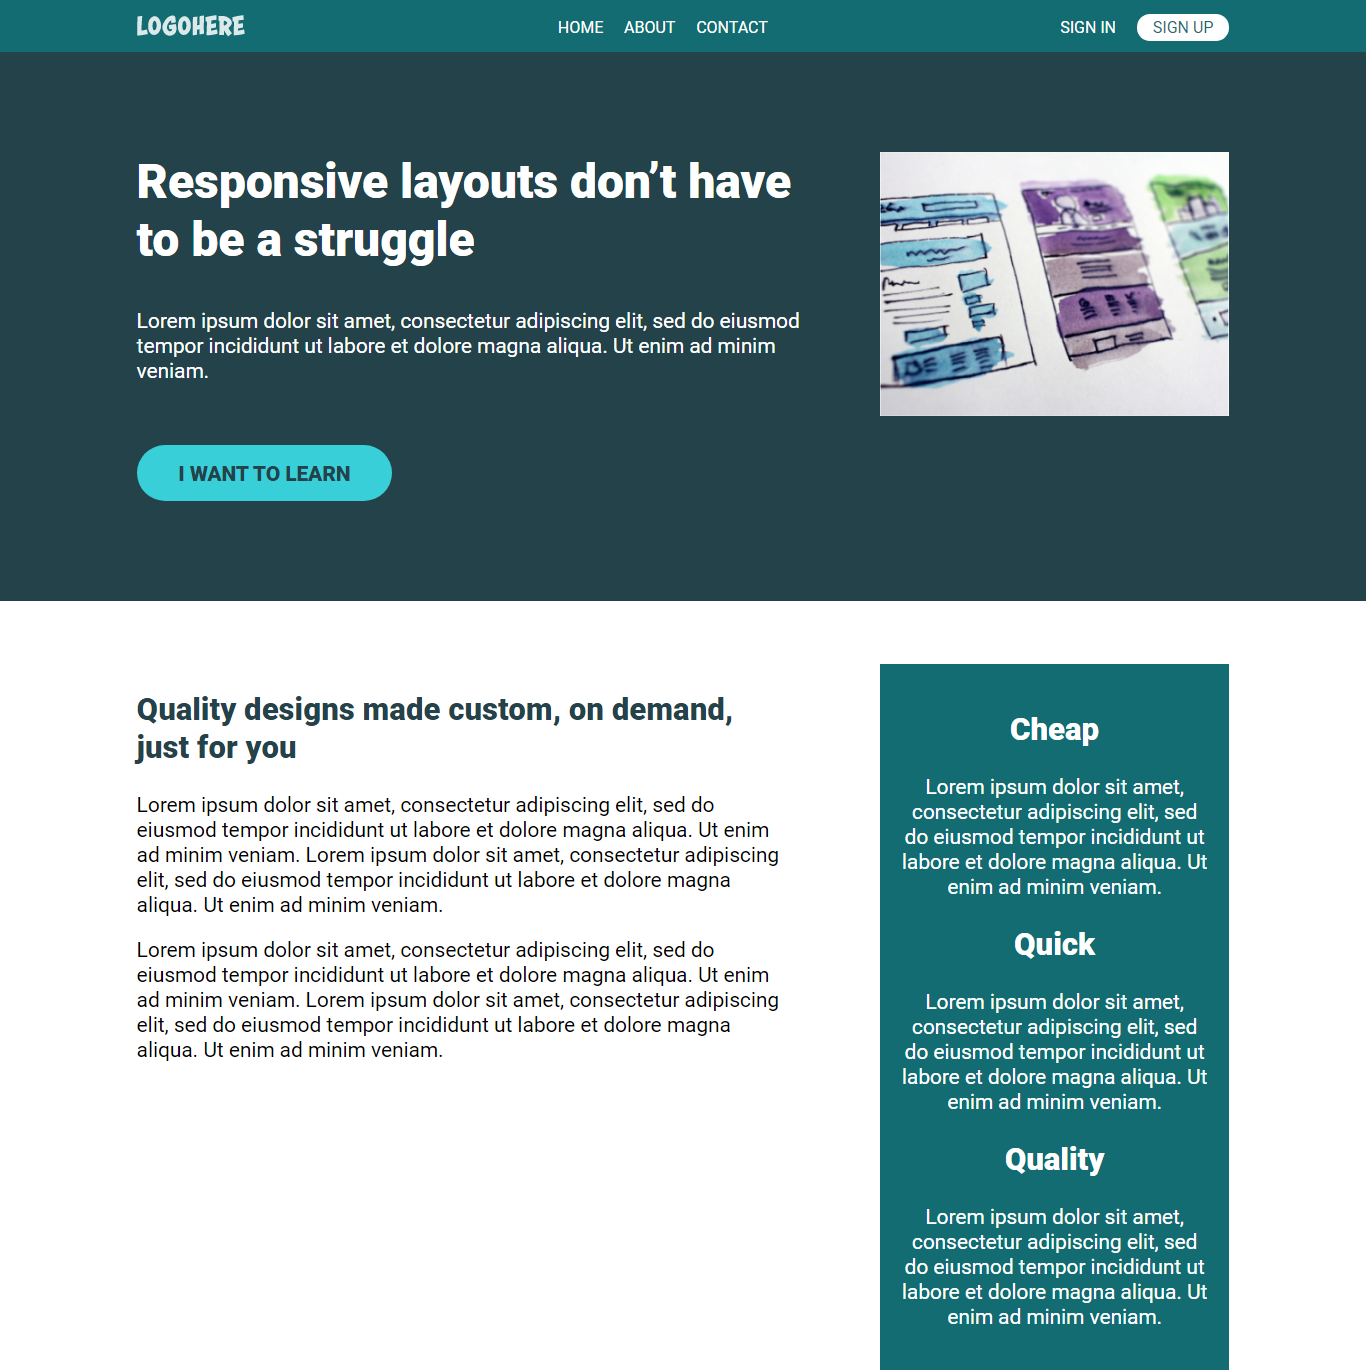 LOGOHERE
HOME ABOUT CONTACT
SIGN IN SIGN UP
Responsive layouts don’t have
to be a struggle
Lorem ipsum dolor sit amet, consectetur adipiscing elit, sed do eiusmod
tempor incididunt ut labore et dolore magna aliqua. Ut enim ad minim
veniam.
I WANT TO LEARN
Quality designs made custom, on demand,
just for you
Lorem ipsum dolor sit amet, consectetur adipiscing elit, sed do
eiusmod tempor incididunt ut labore et dolore magna aliqua. Ut enim
ad minim veniam. Lorem ipsum dolor sit amet, consectetur adipiscing
elit, sed do eiusmod tempor incididunt ut labore et dolore magna
aliqua. Ut enim ad minim veniam.
Lorem ipsum dolor sit amet, consectetur adipiscing elit, sed do
eiusmod tempor incididunt ut labore et dolore magna aliqua. Ut enim
ad minim veniam. Lorem ipsum dolor sit amet, consectetur adipiscing
elit, sed do eiusmod tempor incididunt ut labore et dolore magna
aliqua. Ut enim ad minim veniam.
Cheap
Lorem ipsum dolor sit amet,
consectetur adipiscing elit, sed
do eiusmod tempor incididunt ut
labore et dolore magna aliqua. Ut
enim ad minim veniam.
Quick
Lorem ipsum dolor sit amet,
consectetur adipiscing elit, sed
do eiusmod tempor incididunt ut
labore et dolore magna aliqua. Ut
enim ad minim veniam.
Quality
Lorem ipsum dolor sit amet,
consectetur adipiscing elit, sed
do eiusmod tempor incididunt ut
labore et dolore magna aliqua. Ut
enim ad minim veniam.